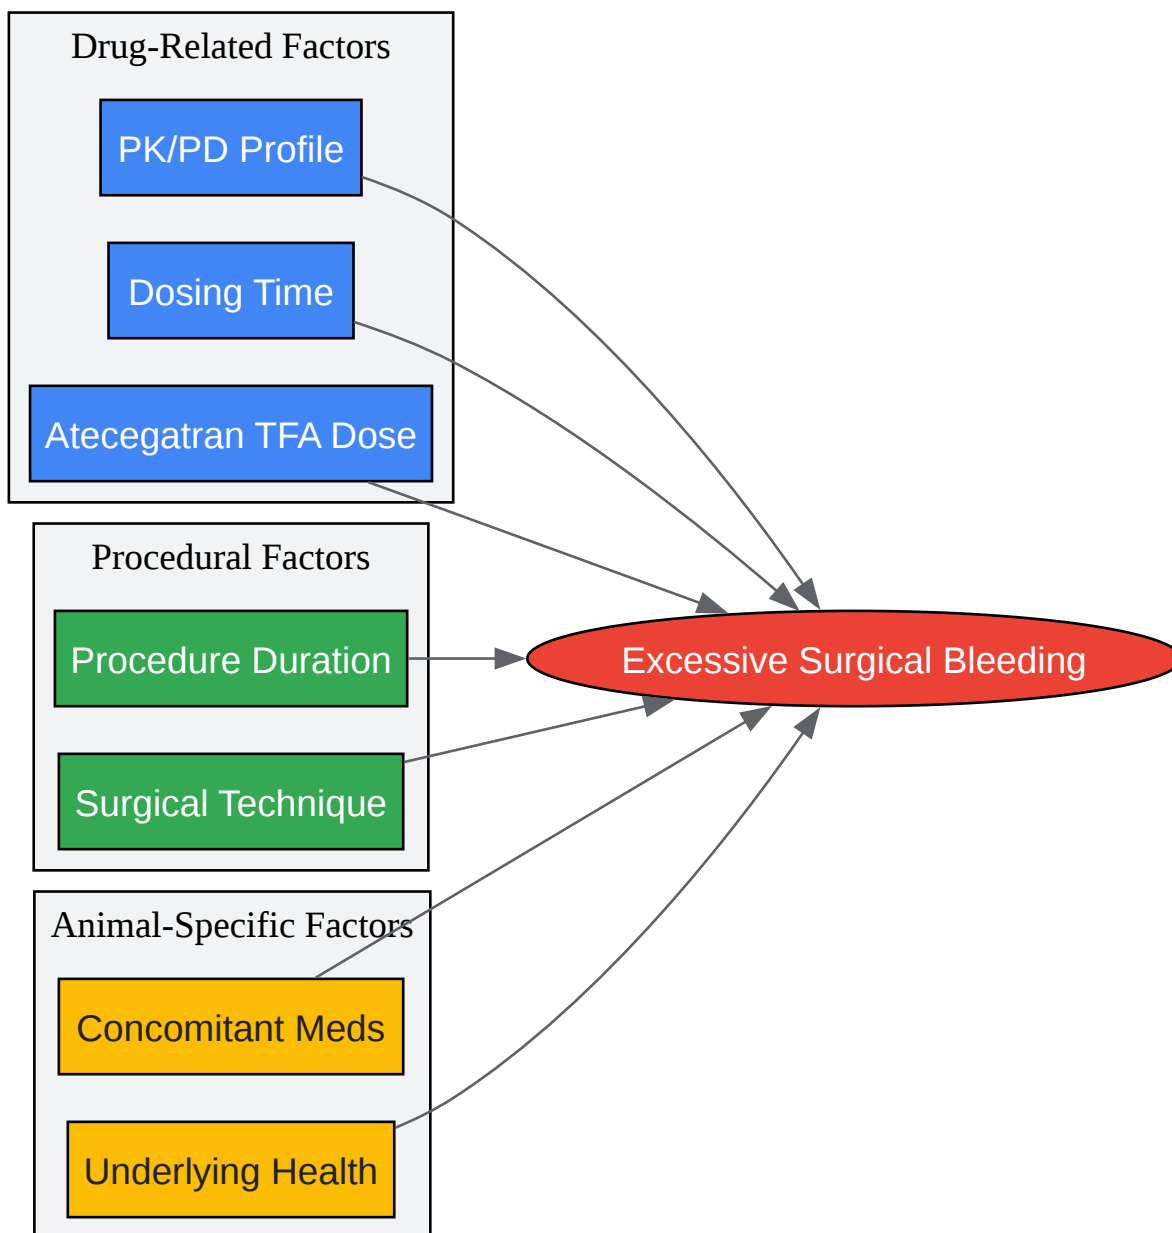 Drug-Related Factors
PK/PD Profile
Dosing Time
Atecegatran TFA Dose
Procedural Factors
Procedure Duration
Excessive Surgical Bleeding
Surgical Technique
Animal-Specific Factors
Concomitant Meds
Underlying Health